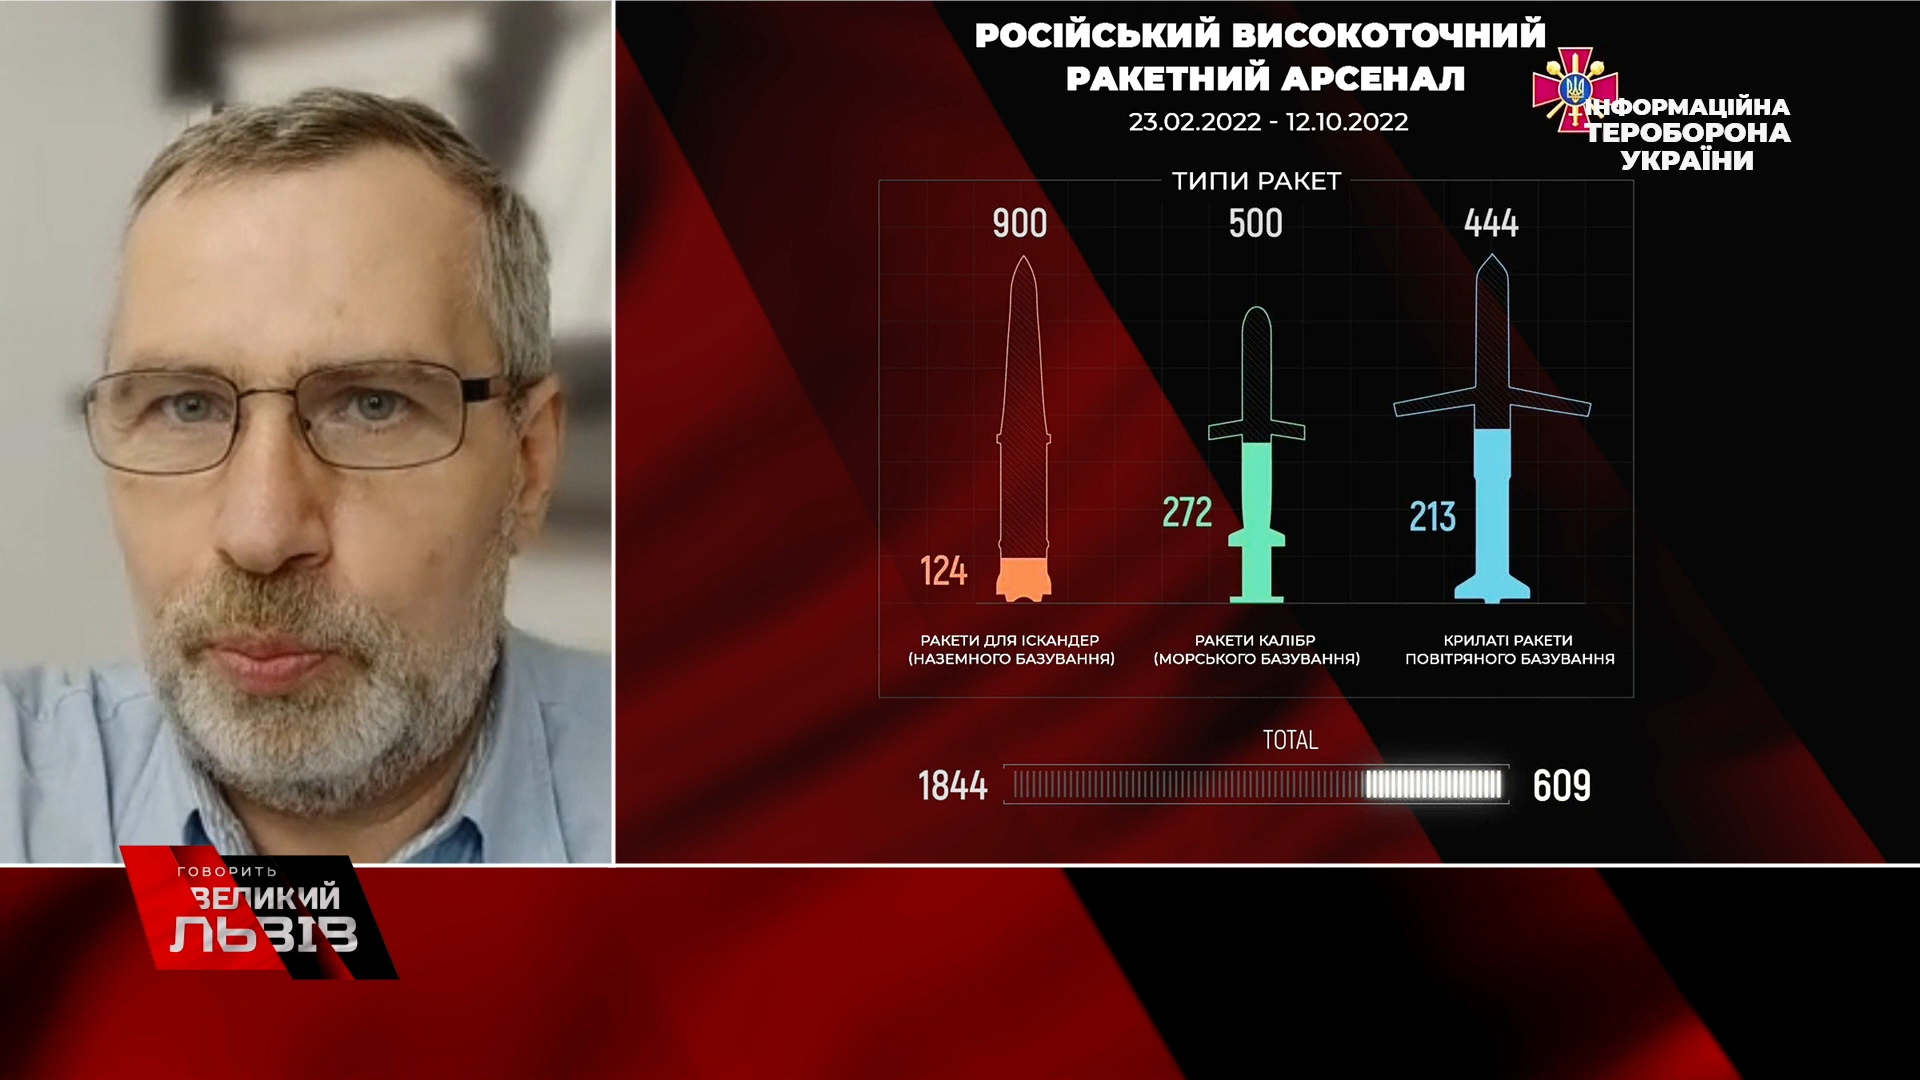 РОСІЙСЬКИЙ ВИСОКОТОЧНИЙ
РАКЕТНИЙ АРСЕНАЛ
23.02.2022 - 12.10.2022
ІНФОРМАЦІЙНА
ТЕРОБОРОНА
УКРАЇНИ
ТИПИ РАКЕТ
900
500
444
124
272
213
РАКЕТИ ДЛЯ ІСКАНДЕР
(НАЗЕМНОГО БАЗУВАННЯ)
РАКЕТИ КАЛІБР
(МОРСЬКОГО БАЗУВАННЯ)
КРИЛАТІ РАКЕТИ
ПОВІТРЯНОГО БАЗУВАННЯ
TOTAL
1844
609
ГОВОРИТЬ
ВЕЛИКИЙ
ЛЬВІВ